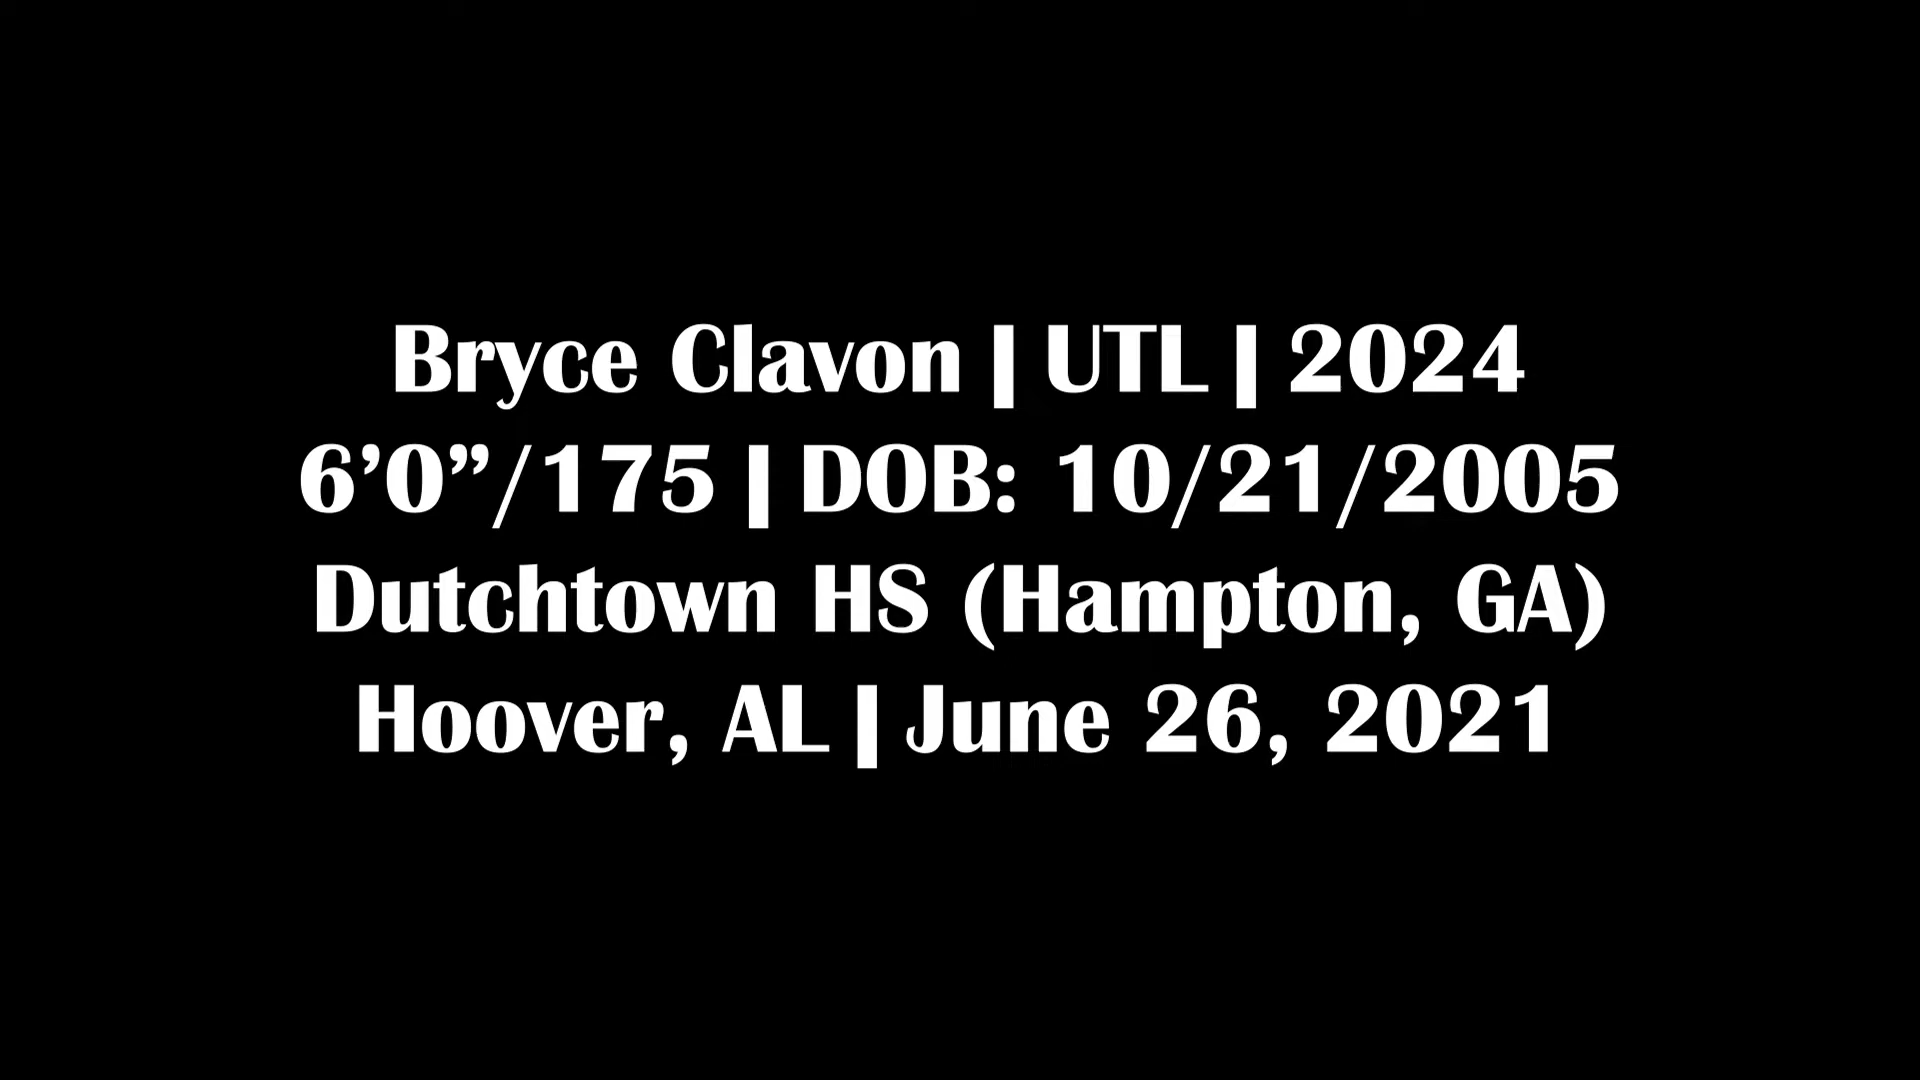 Bryce Clavon | UTL | 2024
6’0”/175 | DOB: 10/21/2005
Dutchtown HS (Hampton, GA)
Hoover, AL | June 26, 2021